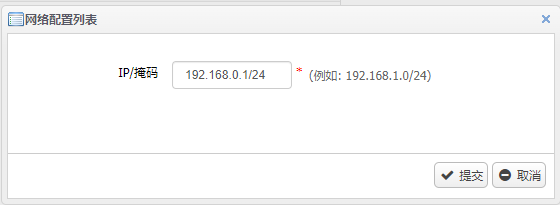 网络配置列表
IP/掩码 192.168.0.1/24 * (例如: 192.168.1.0/24)
提交 取消